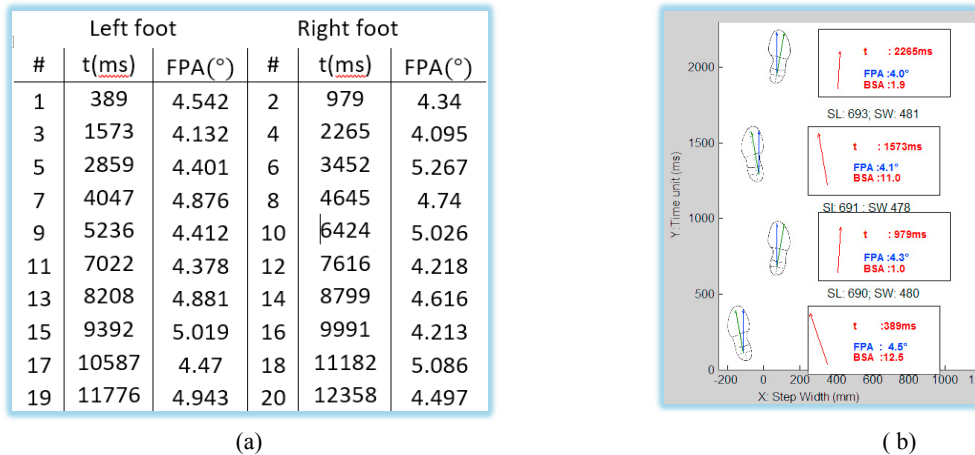 Left foot Right foot
# t(ms) FPA(°) # t(ms) FPA(°)
1 389 4.542 2 979 4.34
3 1573 4.132 4 2265 4.095
5 2859 4.401 6 3452 5.267
7 4047 4.876 8 4645 4.74
9 5236 4.412 10 6424 5.026
11 7022 4.378 12 7616 4.218
13 8208 4.881 14 8799 4.616
15 9392 5.019 16 9991 4.213
17 10587 4.47 18 11182 5.086
19 11776 4.943 20 12358 4.497
(a)
Y:Time unit (ms)
2000
1500
1000
500
0
t : 2265ms
FPA:4.0°
BSA:1.9
SL: 693; SW: 481
t : 1573ms
FPA:4.1°
BSA:11.0
SI: 691 ; SW 478
t : 979ms
FPA:4.3°
BSA:1.0
SL: 690; SW: 480
t :389ms
FPA : 4.5°
BSA:12.5
-200 0 200 400 600 800 1000 1
X: Step Width (mm)
( b)